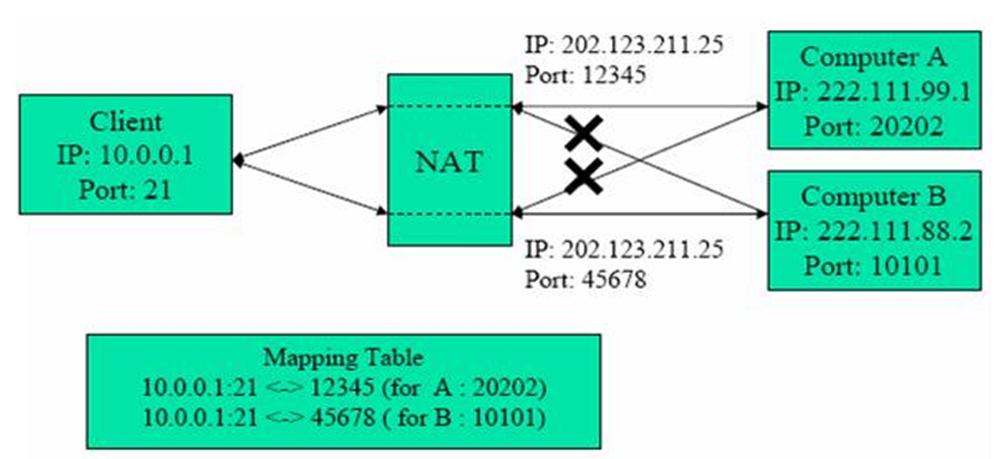 IP: 202.123.211.25
Port: 12345
Computer A
IP: 222.111.99.1
Port: 20202
Client
IP: 10.0.0.1
Port: 21
NAT
Computer B
IP: 222.111.88.2
Port: 10101
IP: 202.123.211.25
Port: 45678
Mapping Table
10.0.0.1:21 <-> 12345 (for A : 20202)
10.0.0.1:21 <-> 45678 ( for B : 10101)